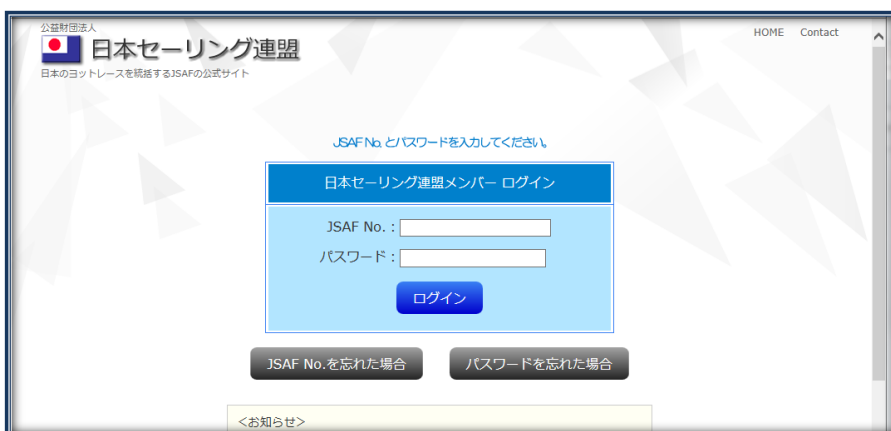 公益財団法人
日本セーリング連盟
日本のヨットレースを統括するJSAFの公式サイト
HOME Contact
JSAF No. とパスワードを入力してください。
日本セーリング連盟メンバー ログイン
JSAF No. :
パスワード :
ログイン
JSAF No.を忘れた場合
パスワードを忘れた場合
<お知らせ>